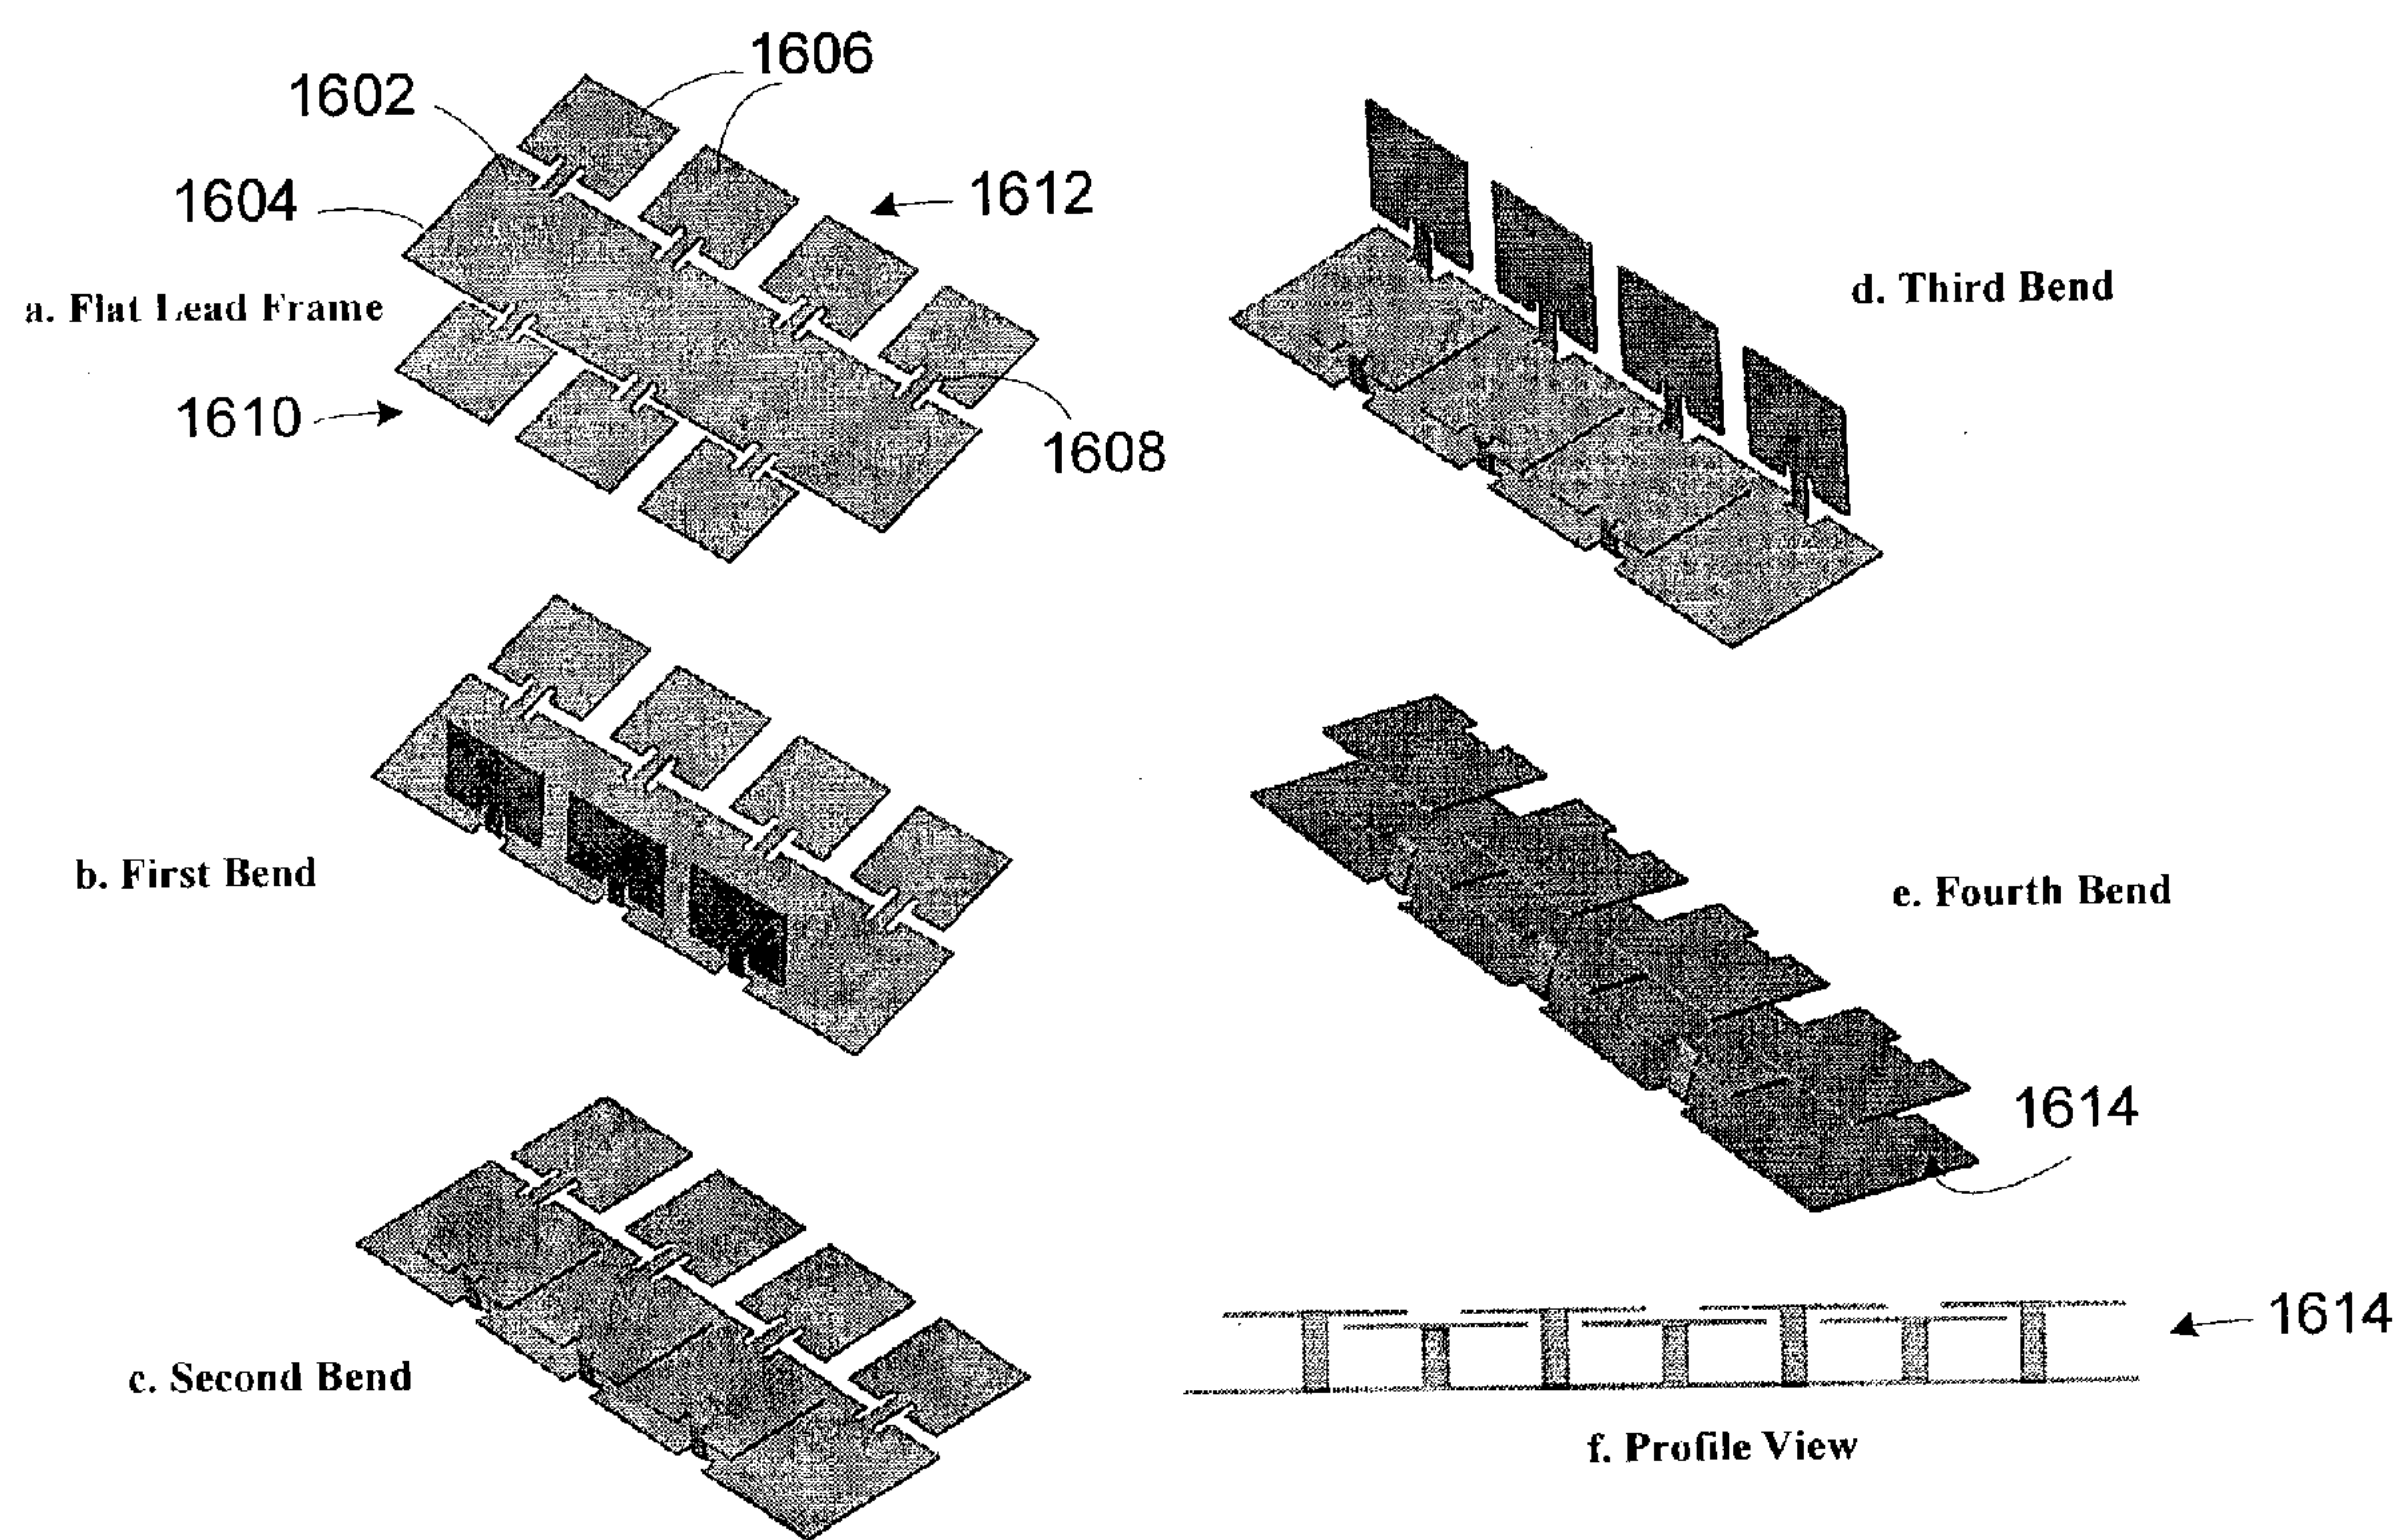 1606
1602
1604
1612
a. Flat Lead Frame
1610
1608
b. First Bend
c. Second Bend
d. Third Bend
e. Fourth Bend
1614
1614
f. Profile View